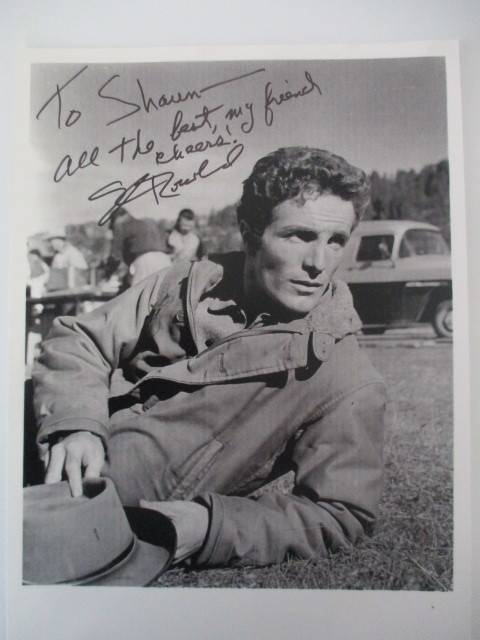 To Shawn
All the best, my friend
cheers!